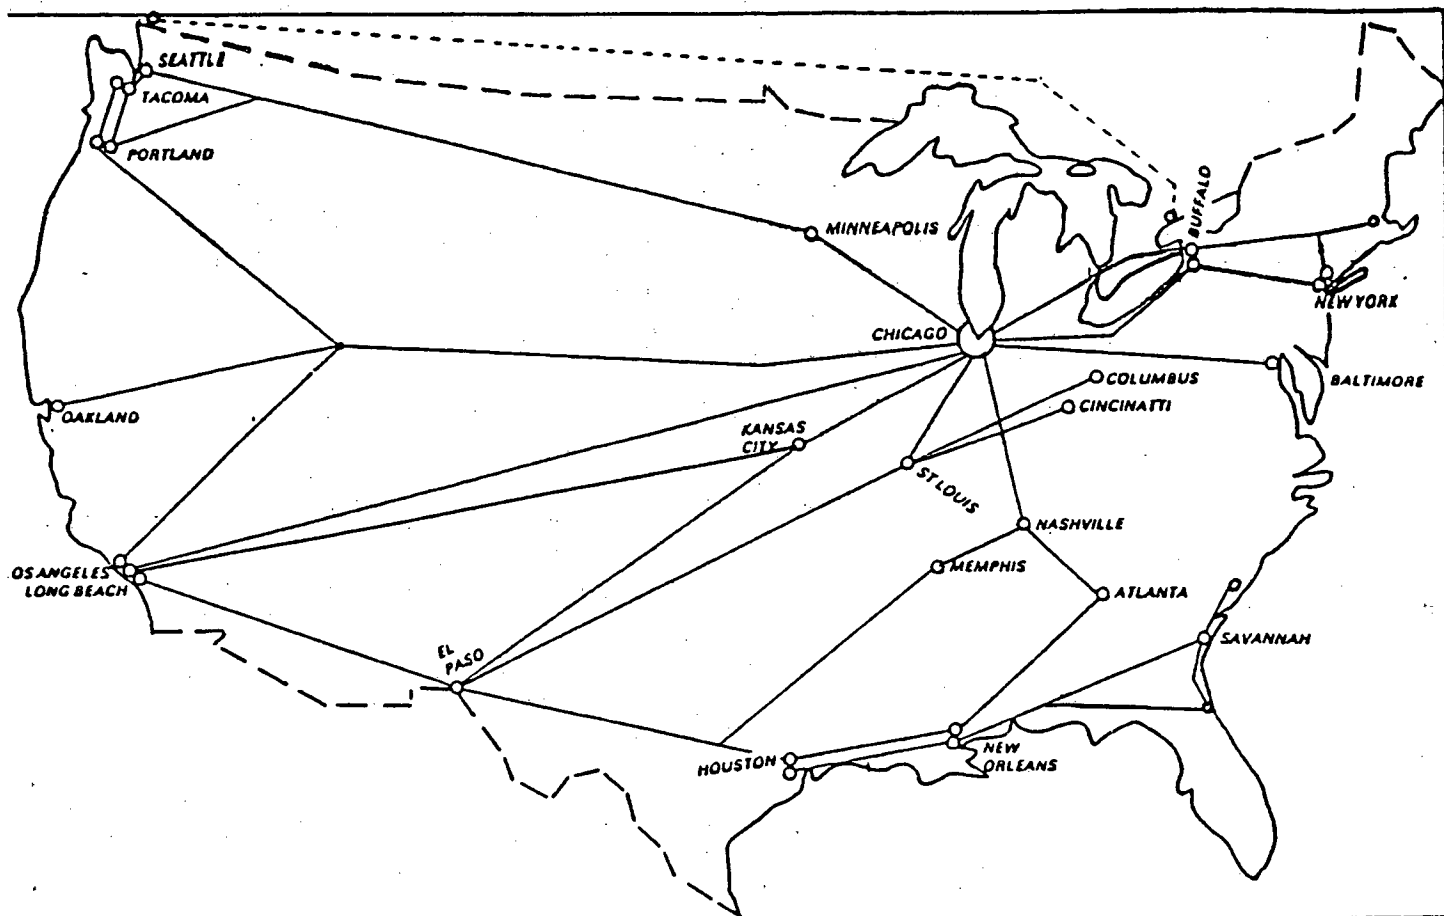 SEATTLE
TACOMA
PORTLAND
MINNEAPOLIS
BUFFALO
NEW YORK
CHICAGO
COLUMBUS
BALTIMORE
CINCINATTI
OAKLAND
KANSAS
CITY
ST LOUIS
NASHVILLE
OS ANGELES
LONG BEACH
MEMPHIS
ATLANTA
EL
PASO
SAVANNAH
HOUSTON
NEW
ORLEANS